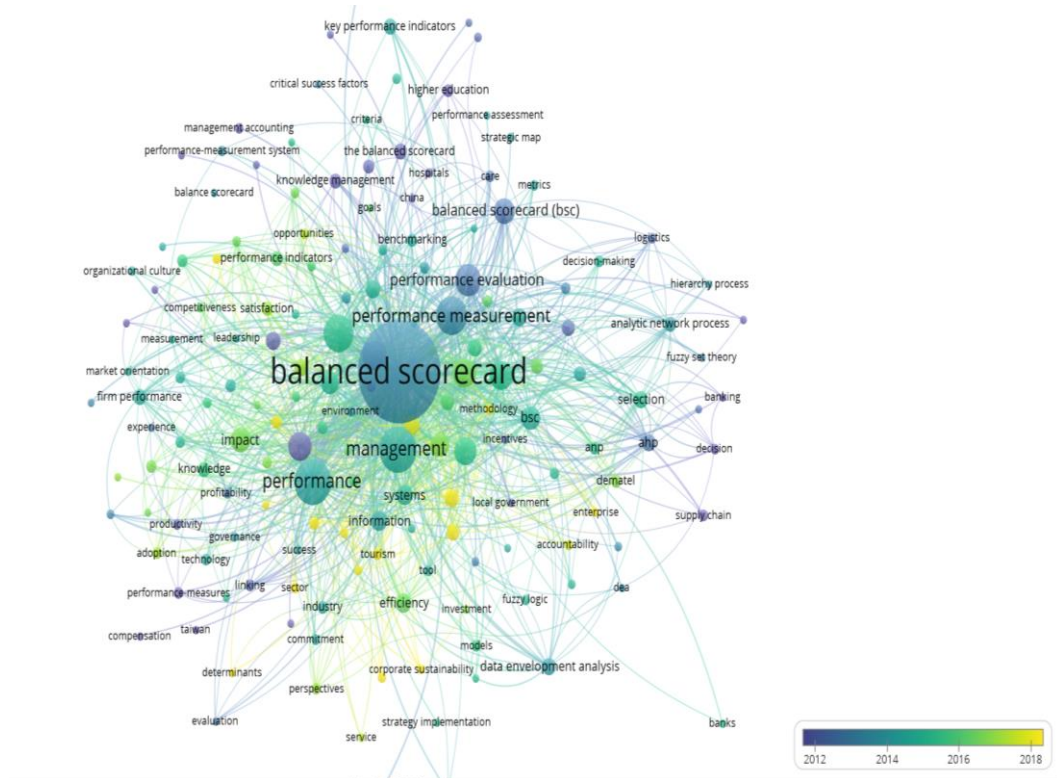 key performance indicators
critical success factors
higher education
performance assessment
criteria
management accounting
strategic map
performance-measurement system
the balanced scorecard
hospitals
care
knowledge management
metrics
balance scorecard
china
goals
balanced scorecard (bsc)
opportunities
benchmarking
logistics
performance indicators
decision-making
organizational culture
performance evaluation
hierarchy process
competitiveness
satisfaction
performance measurement
analytic network process
measurement
leadership
fuzzy set theory
market orientation
balanced scorecard
firm performance
selection
banking
environment
methodology
bsc
experience
impact
incentives
ahp
management
anp
decision
knowledge
performance
dematel
profitability
systems
local government
enterprise
supply chain
productivity
information
governance
accountability
adoption
technology
success
tourism
tool
performance-measures
linking
sector
dea
industry
efficiency
investment
fuzzy logic
compensation
taiwan
commitment
models
determinants
corporate sustainability
data envelopment analysis
perspectives
evaluation
strategy implementation
banks
service
2012
2014
2016
2018